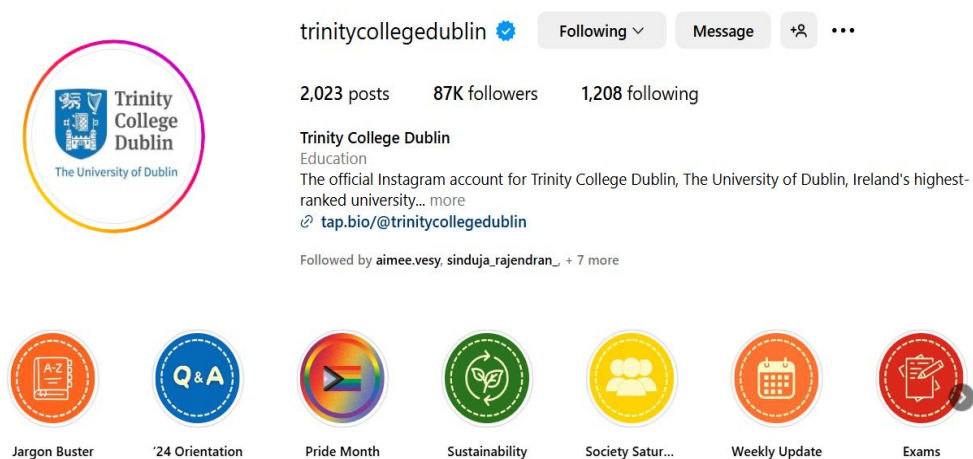 trinitycollegedublin
Following
Message
2,023 posts
87K followers
1,208 following
Trinity
College
Dublin
The University of Dublin
Trinity College Dublin
Education
The official Instagram account for Trinity College Dublin, The University of Dublin, Ireland's highest-
ranked university... more
tap.bio/@trinitycollegedublin
Followed by aimee.vesy, sinduja_rajendran_, + 7 more
A-Z
Q&A
Jargon Buster
'24 Orientation
Pride Month
Sustainability
Society Satur...
Weekly Update
Exams